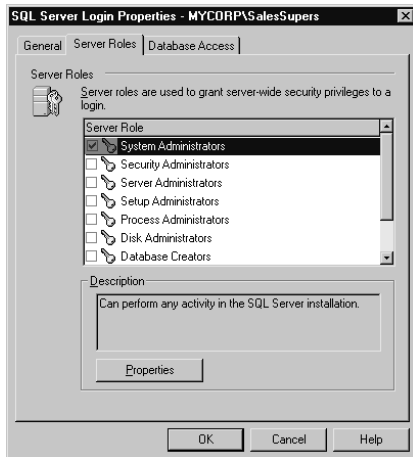 SQL Server Login Properties - MYCORP\SalesSupers
General
Server Roles
Database Access
Server Roles
Server roles are used to grant server-wide security privileges to a
login.
Server Role
System Administrators
Security Administrators
Server Administrators
Setup Administrators
Process Administrators
Disk Administrators
Database Creators
Description
Can perform any activity in the SQL Server installation.
Properties
OK
Cancel
Help